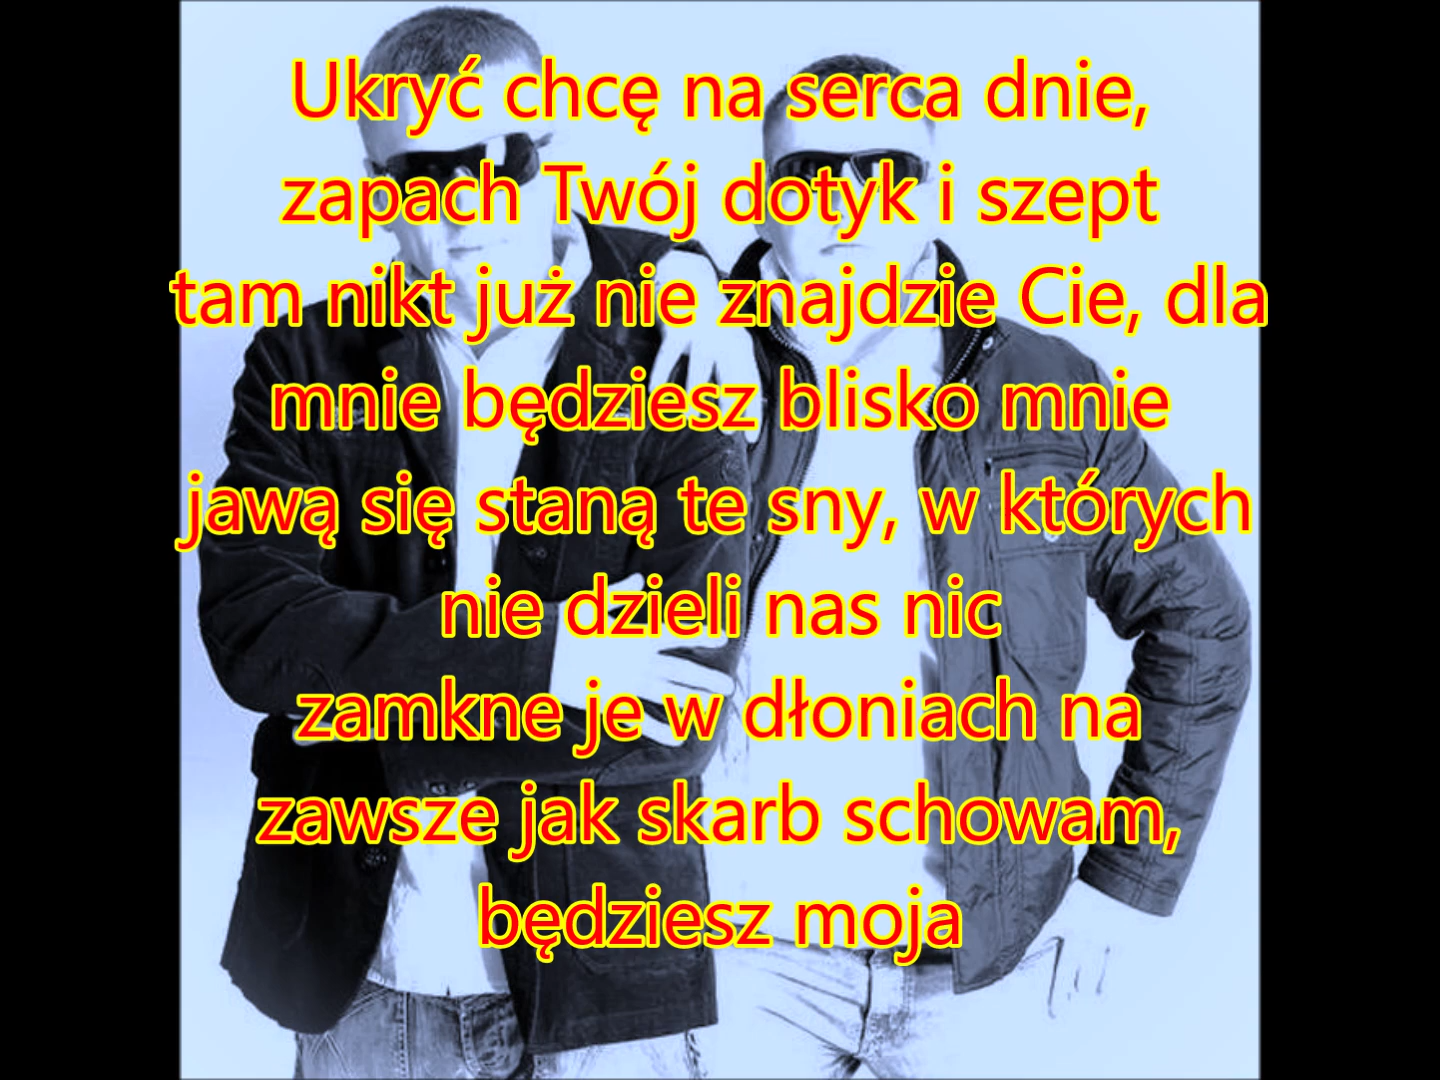 Ukryć chcę na serca dnie,
zapach Twój dotyk i szept
tam nikt już nie znajdzie Cie, dla
mnie będziesz blisko mnie
jawą się staną te sny, w których
nie dzieli nas nic
zamkne je w dłoniach na
zawsze jak skarb schowam,
będziesz moja